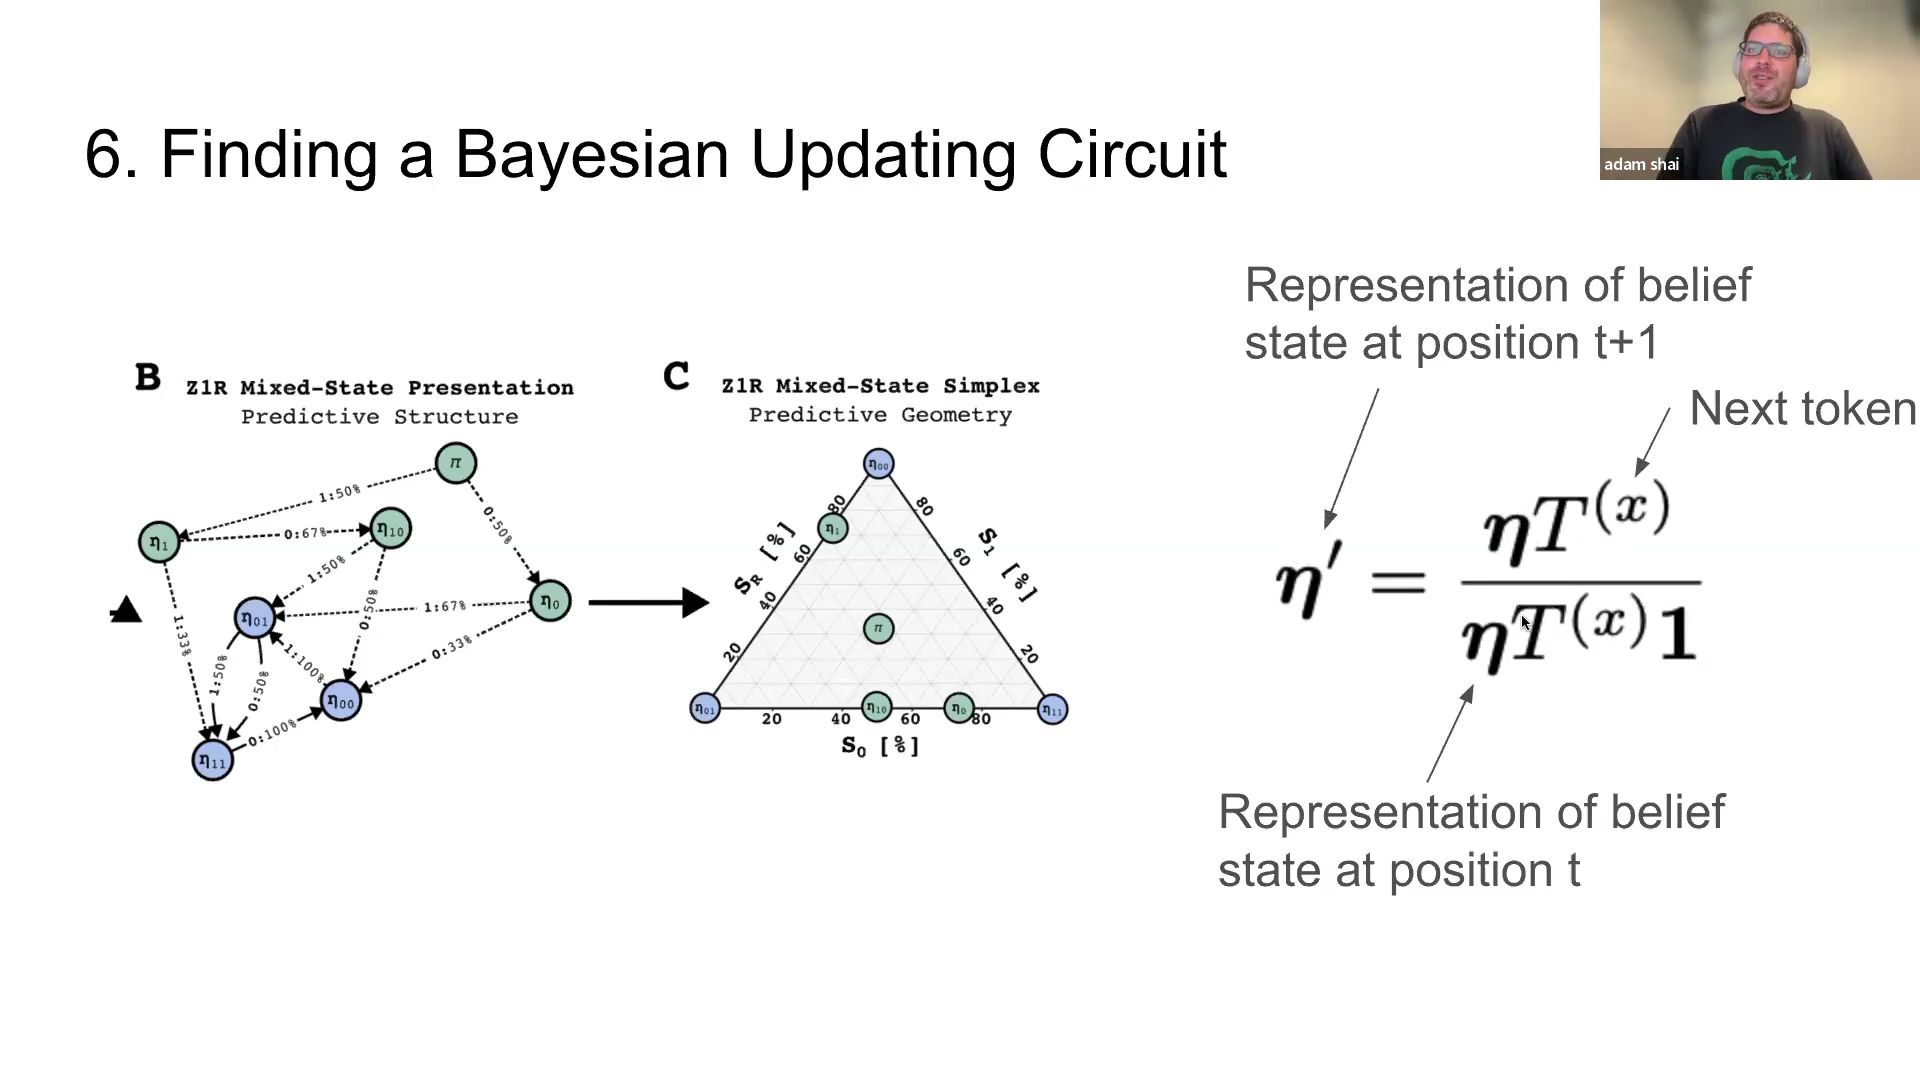 adam shai
6. Finding a Bayesian Updating Circuit
Representation of belief
state at position t+1
Next token
B
Z1R Mixed-State Presentation
Predictive Structure
π
1:50%
0:50%
η₁
0:67%
η₁₀
1:50%
0:50%
1:33%
η₀₁
1:67%
η₀
0:33%
1:50%
0:50%
1:100%
η₀₀
0:100%
η₁₁
C
Z1R Mixed-State Simplex
Predictive Geometry
η₀₀
80
80
η₁
S_R [%]
60
S₁ [%]
60
40
40
π
20
20
η₀₁
η₁₀
η₀
η₁₁
20
40
60
80
S₀ [%]
η′ = ηT⁽ˣ⁾ / ηT⁽ˣ⁾1
Representation of belief
state at position t